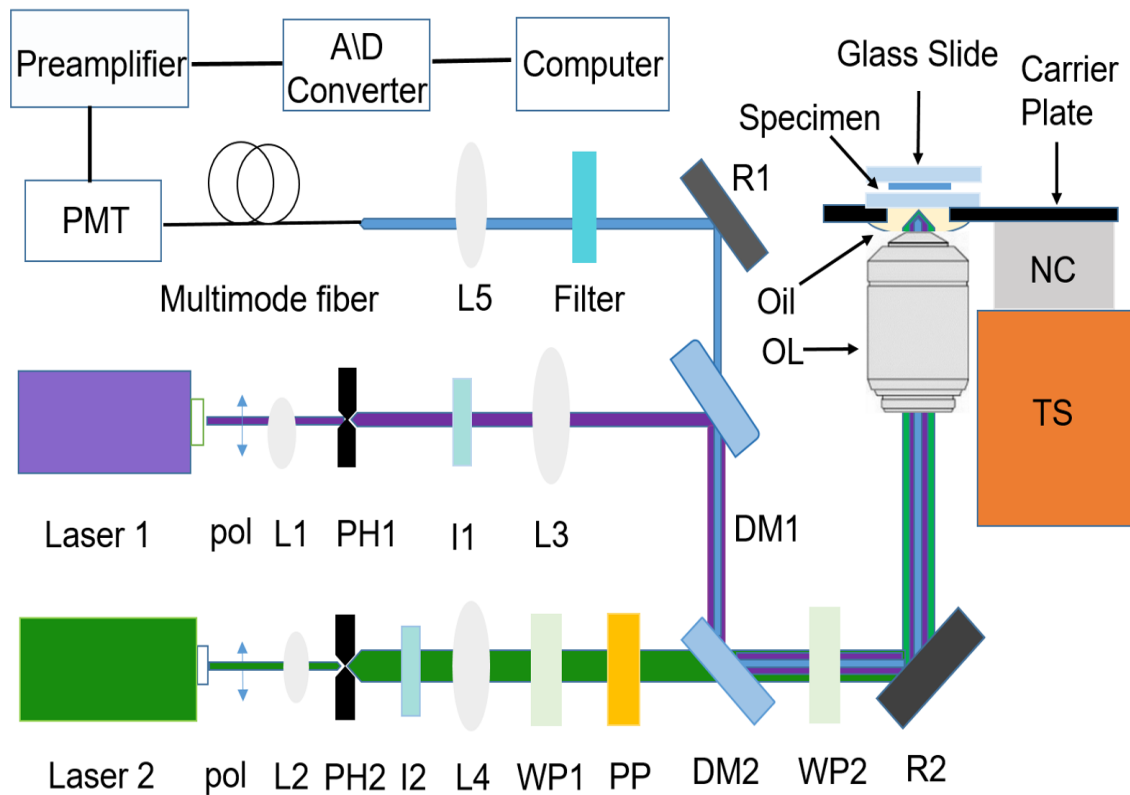 Preamplifier
A\D
Converter
Computer
Glass Slide
Carrier
Plate
Specimen
R1
PMT
Multimode fiber
L5
Filter
Oil
NC
OL
TS
Laser 1
pol
L1
PH1
I1
L3
DM1
Laser 2
pol
L2
PH2
I2
L4
WP1
PP
DM2
WP2
R2